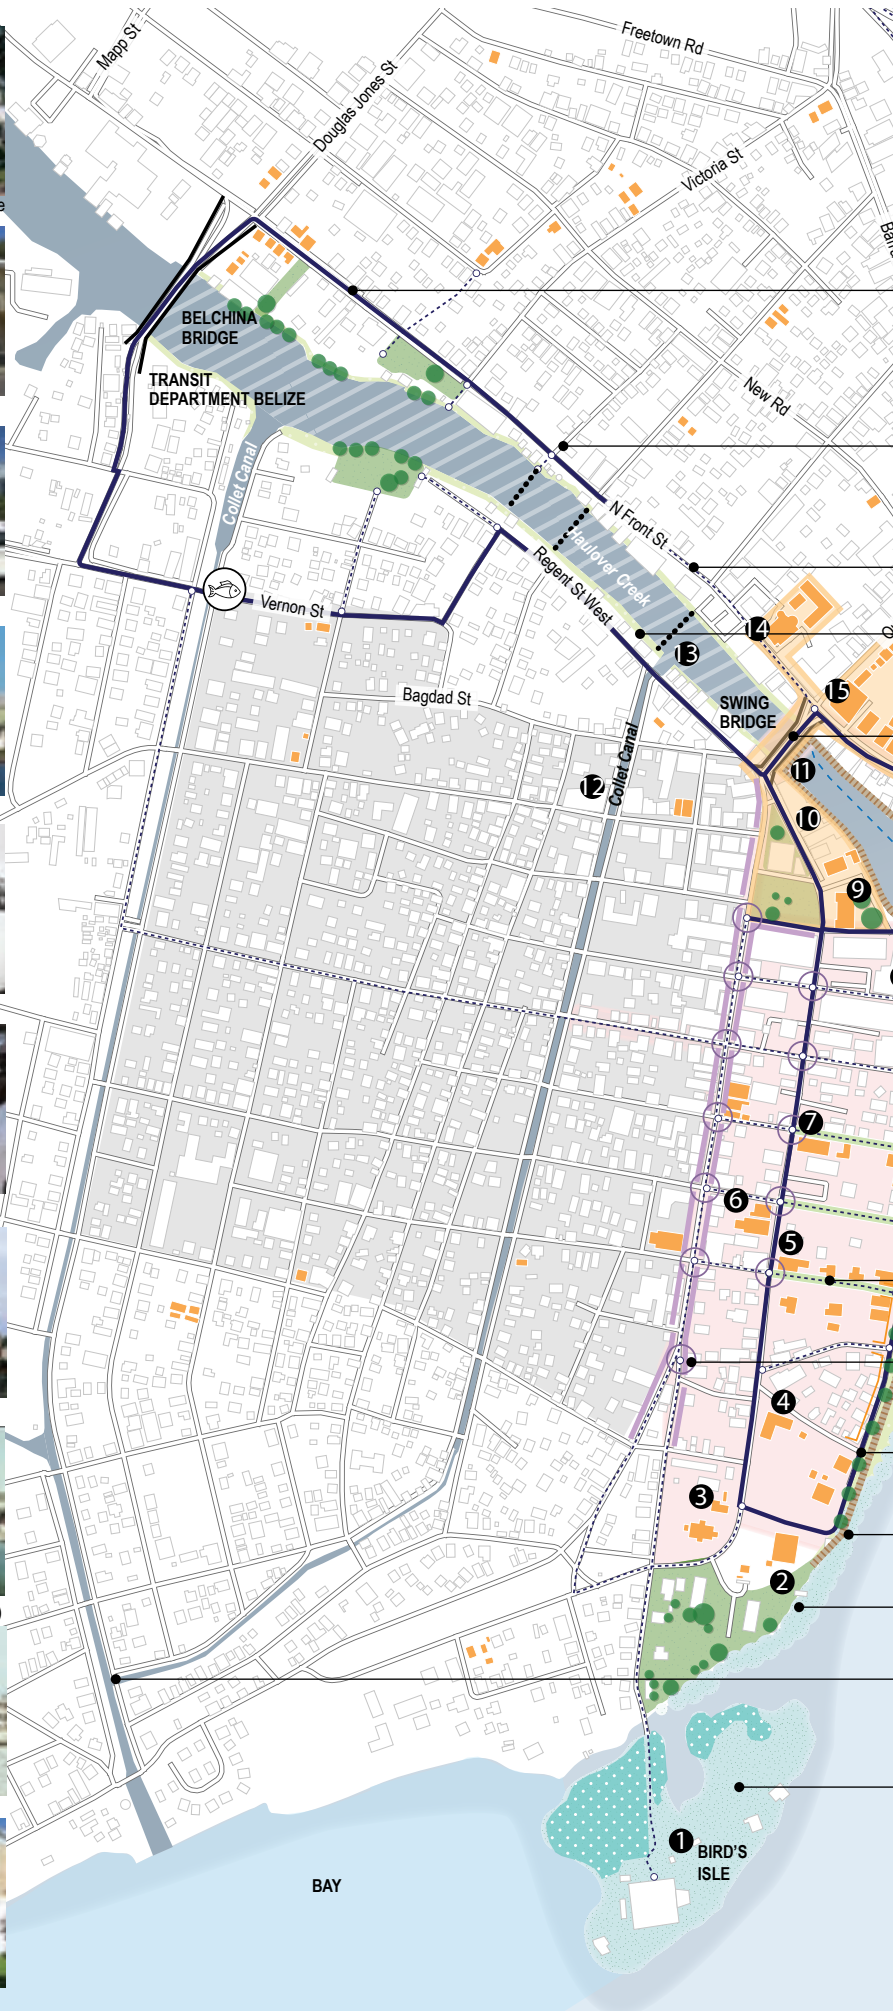 Mapp St
Freetown Rd
Douglas Jones St
Victoria St
BELCHINA
BRIDGE
TRANSIT
DEPARTMENT BELIZE
New Rd
Collet Canal
N Front St
Haulover Creek
Regent St West
Vernon St
14
13
Bagdad St
15
SWING
BRIDGE
Collet Canal
11
12
10
9
7
6
5
4
3
2
1
BIRD'S
ISLE
BAY